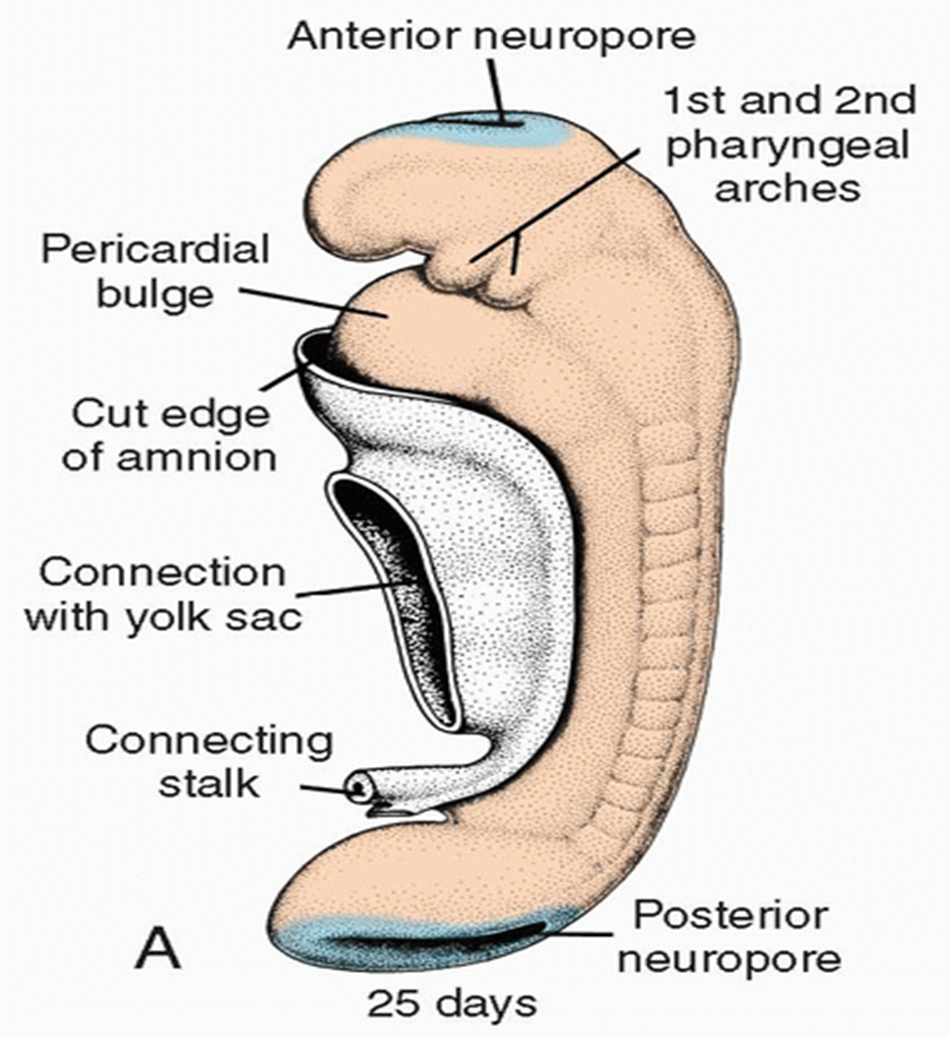 Anterior neuropore
1st and 2nd
pharyngeal
arches
Pericardial
bulge
Cut edge
of amnion
Connection
with yolk sac
Connecting
stalk
Posterior
neuropore
A
25 days